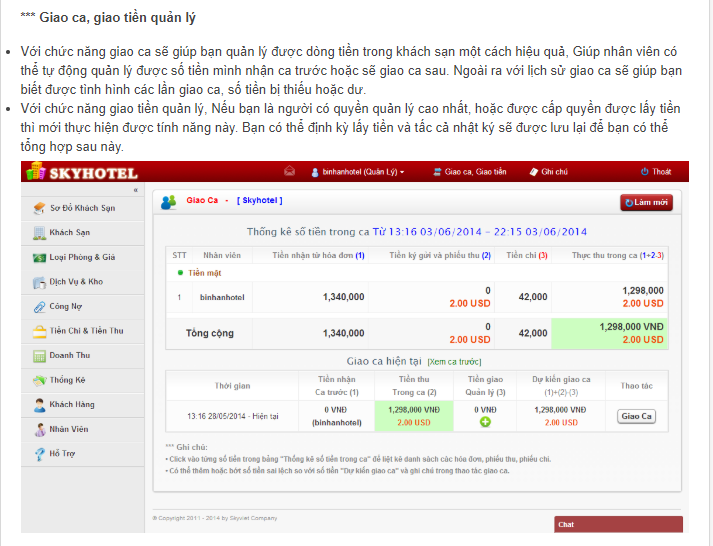 *** Giao ca, giao tiền quản lý
• Với chức năng giao ca sẽ giúp bạn quản lý được dòng tiền trong khách sạn một cách hiệu quả, Giúp nhân viên có
thể tự động quản lý được số tiền mình nhận ca trước hoặc sẽ giao ca sau. Ngoài ra với lịch sử giao ca sẽ giúp bạn
biết được tình hình các lần giao ca, số tiền bị thiếu hoặc dư.
• Với chức năng giao tiền quản lý, Nếu bạn là người có quyền quản lý cao nhất, hoặc được cấp quyền được lấy tiền
thì mới thực hiện được tính năng này. Bạn có thể định kỳ lấy tiền và tấc cả nhật ký sẽ được lưu lại để bạn có thể
tổng hợp sau này.
SKYHOTEL binhanhotel (Quản Lý) Giao ca, Giao tiền Ghi chú Thoát
«
Sơ Đồ Khách Sạn
Khách Sạn
Loại Phòng & Giá
Dịch Vụ & Kho
Công Nợ
Tiền Chi & Tiền Thu
Doanh Thu
Thống Kê
Khách Hàng
Nhân Viên
Hỗ Trợ
Giao Ca - [ Skyhotel ] Làm mới
Thống kê số tiền trong ca Từ 13:16 03/06/2014 - 22:15 03/06/2014
STT Nhân viên Tiền nhận từ hóa đơn (1) Tiền ký gửi và phiếu thu (2) Tiền chi (3) Thực thu trong ca (1+2-3)
Tiền mặt
1 binhanhotel 1,340,000 0 42,000 1,298,000
2.00 USD 2.00 USD
Tổng cộng 1,340,000 0 42,000 1,298,000 VNĐ
2.00 USD 2.00 USD
Giao ca hiện tại [Xem ca trước]
Thời gian Tiền nhận Tiền thu Tiền giao Dự kiến giao ca Thao tác
Ca trước (1) Trong ca (2) Quản lý (3) (1)+(2)-(3)
13:16 28/05/2014 - Hiện tại 0 VNĐ 1,298,000 VNĐ 0 VNĐ 1,298,000 VNĐ Giao Ca
(binhanhotel) 2.00 USD 2.00 USD
*** Ghi chú:
• Click vào từng số tiền trong bảng "Thống kê số tiền trong ca" để liệt kê danh sách các hóa đơn, phiếu thu, phiếu chi.
• Có thể thêm hoặc bớt số tiền sai lệch so với số tiền "Dự kiến giao ca" và ghi chú trong thao tác giao ca.
© Copyright 2011 - 2014 by Skyviet Company
Chat